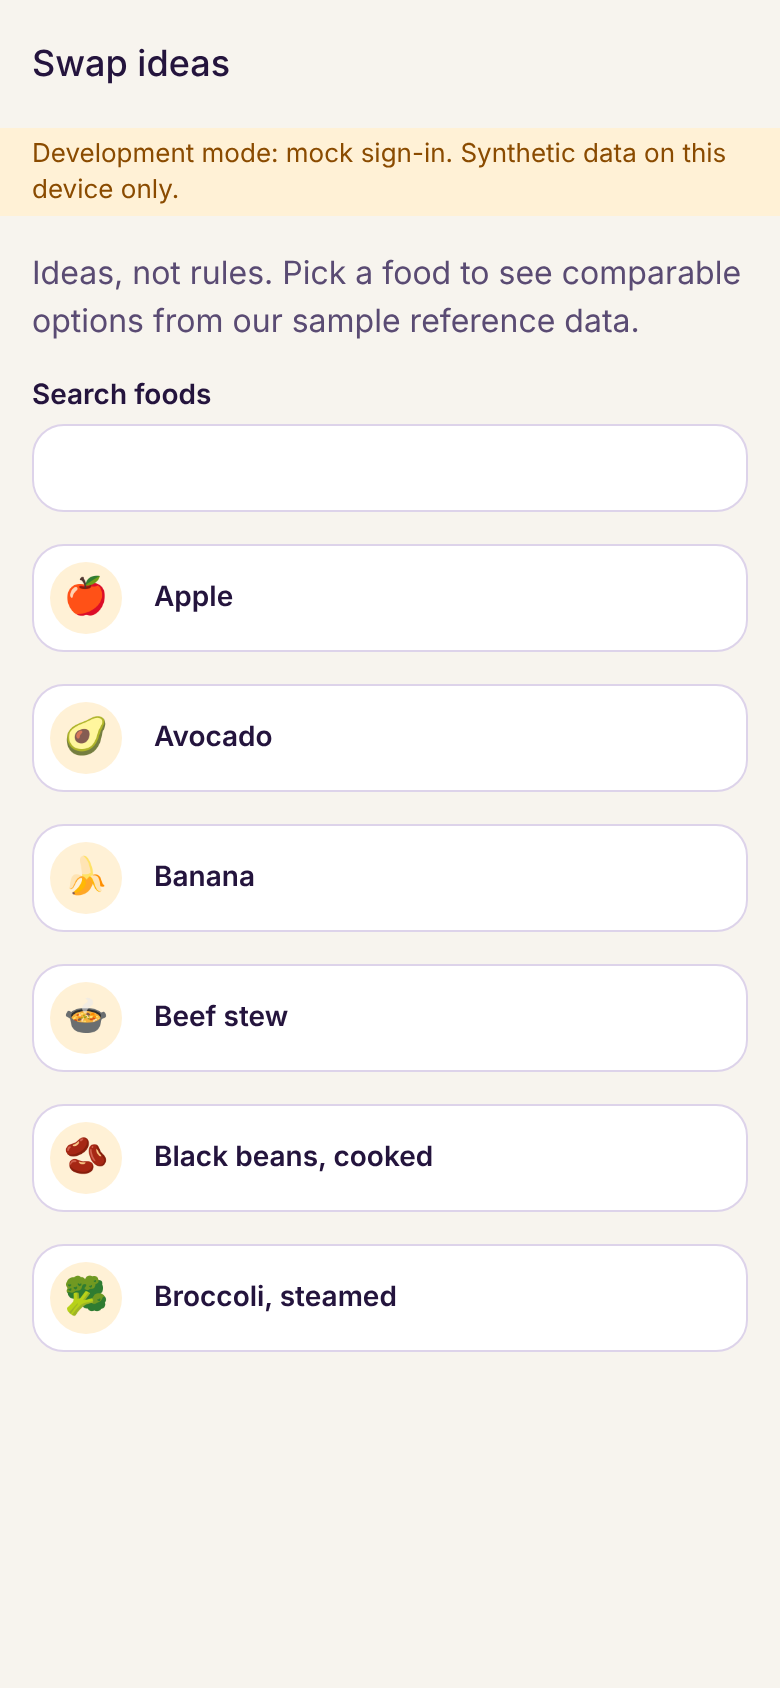 Swap ideas
Development mode: mock sign-in. Synthetic data on this
device only.
Ideas, not rules. Pick a food to see comparable
options from our sample reference data.
Search foods
Apple
Avocado
Banana
Beef stew
Black beans, cooked
Broccoli, steamed